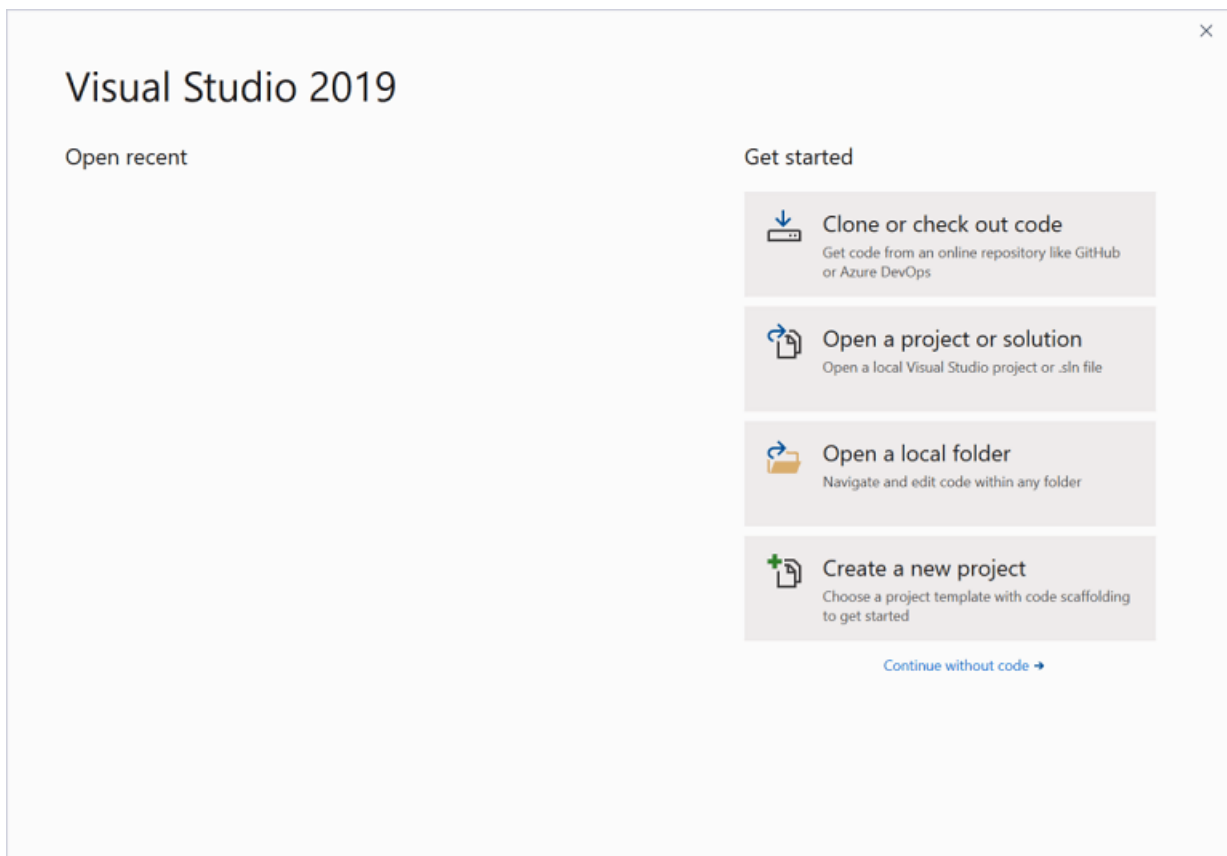 Visual Studio 2019
Open recent
Get started
Clone or check out code
Get code from an online repository like GitHub
or Azure DevOps
Open a project or solution
Open a local Visual Studio project or .sln file
Open a local folder
Navigate and edit code within any folder
Create a new project
Choose a project template with code scaffolding
to get started
Continue without code →